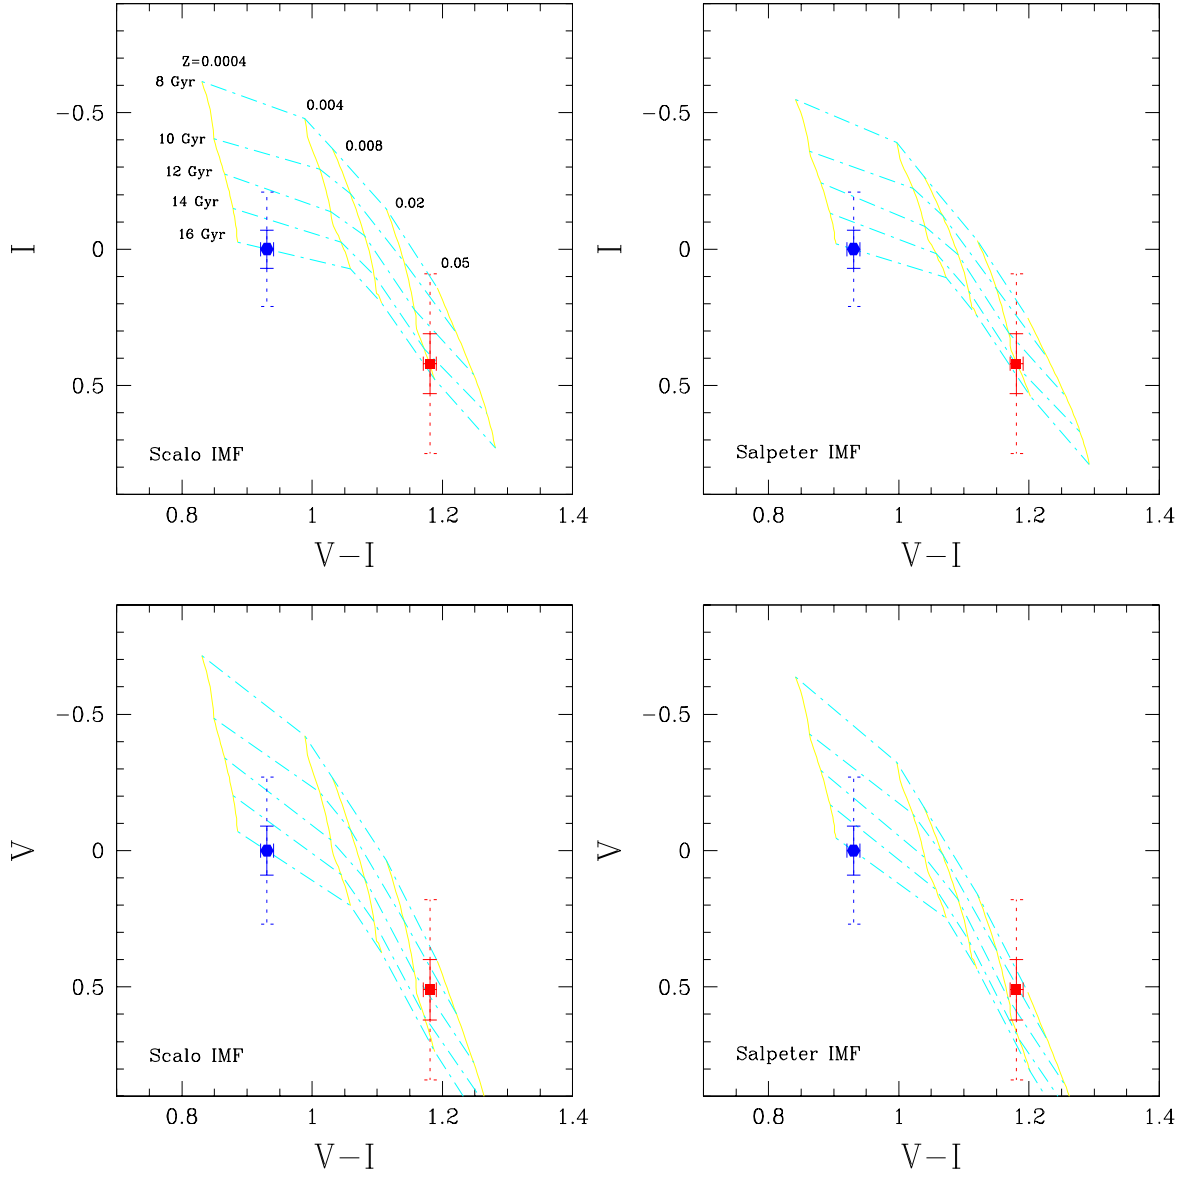 Z=0.0004
8 Gyr
0.004
-0.5
10 Gyr
0.008
12 Gyr
14 Gyr
0.02
16 Gyr
I
0
0.05
0.5
Scalo IMF
0.8
1
1.2
1.4
V-I
-0.5
I
0
0.5
Salpeter IMF
0.8
1
1.2
1.4
V-I
-0.5
V
0
0.5
Scalo IMF
0.8
1
1.2
1.4
V-I
-0.5
V
0
0.5
Salpeter IMF
0.8
1
1.2
1.4
V-I